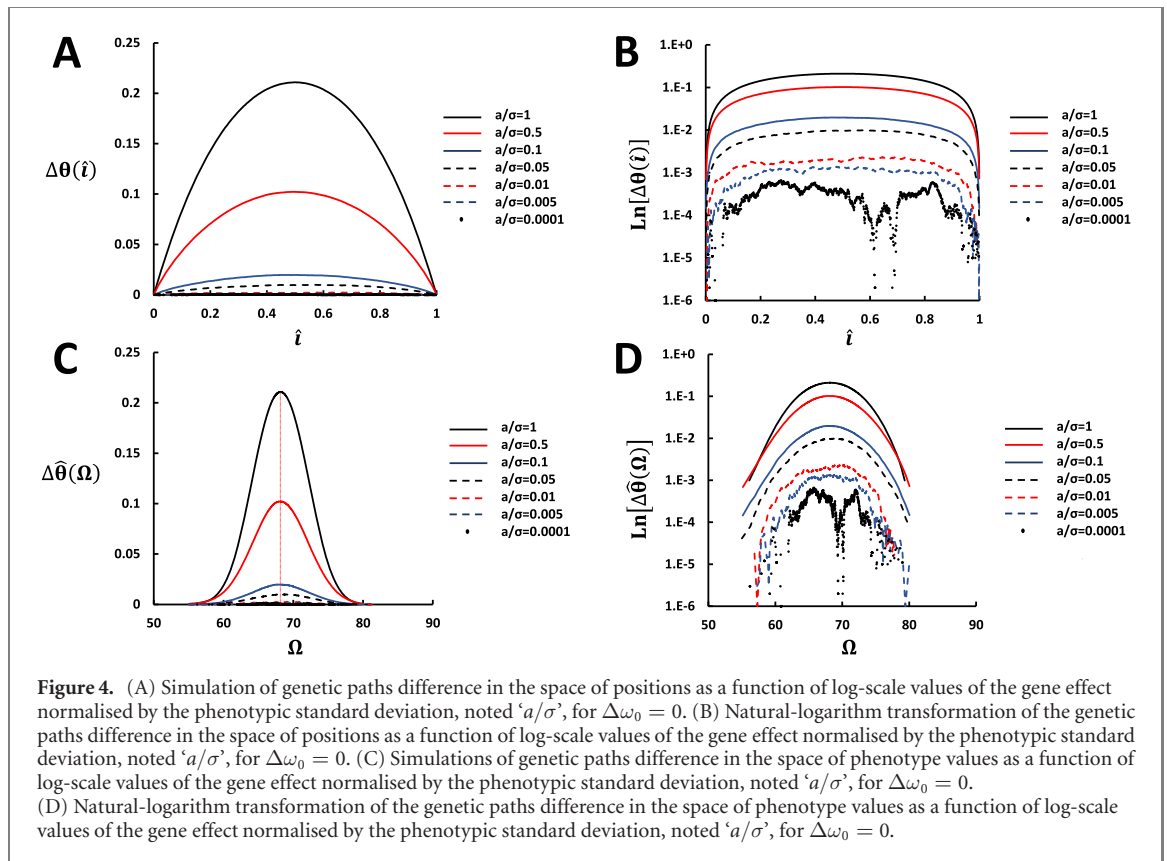 A
0.25
0.2
0.15
0.1
0.05
0
Δθ(î)
0 0.2 0.4 0.6 0.8 1
î
a/σ=1
a/σ=0.5
a/σ=0.1
a/σ=0.05
a/σ=0.01
a/σ=0.005
a/σ=0.0001
B
1.E+0
1.E-1
1.E-2
1.E-3
1.E-4
1.E-5
1.E-6
Ln[Δθ(î)]
0 0.2 0.4 0.6 0.8 1
î
a/σ=1
a/σ=0.5
a/σ=0.1
a/σ=0.05
a/σ=0.01
a/σ=0.005
a/σ=0.0001
C
0.25
0.2
0.15
0.1
0.05
0
Δθ̂(Ω)
50 60 70 80 90
Ω
a/σ=1
a/σ=0.5
a/σ=0.1
a/σ=0.05
a/σ=0.01
a/σ=0.005
a/σ=0.0001
D
1.E+0
1.E-1
1.E-2
1.E-3
1.E-4
1.E-5
1.E-6
Ln[Δθ̂(Ω)]
50 60 70 80 90
Ω
a/σ=1
a/σ=0.5
a/σ=0.1
a/σ=0.05
a/σ=0.01
a/σ=0.005
a/σ=0.0001
Figure 4. (A) Simulation of genetic paths difference in the space of positions as a function of log-scale values of the gene effect
normalised by the phenotypic standard deviation, noted ‘a/σ’, for Δω₀ = 0. (B) Natural-logarithm transformation of the genetic
paths difference in the space of positions as a function of log-scale values of the gene effect normalised by the phenotypic standard
deviation, noted ‘a/σ’, for Δω₀ = 0. (C) Simulations of genetic paths difference in the space of phenotype values as a function of
log-scale values of the gene effect normalised by the phenotypic standard deviation, noted ‘a/σ’, for Δω₀ = 0.
(D) Natural-logarithm transformation of the genetic paths difference in the space of phenotype values as a function of log-scale
values of the gene effect normalised by the phenotypic standard deviation, noted ‘a/σ’, for Δω₀ = 0.